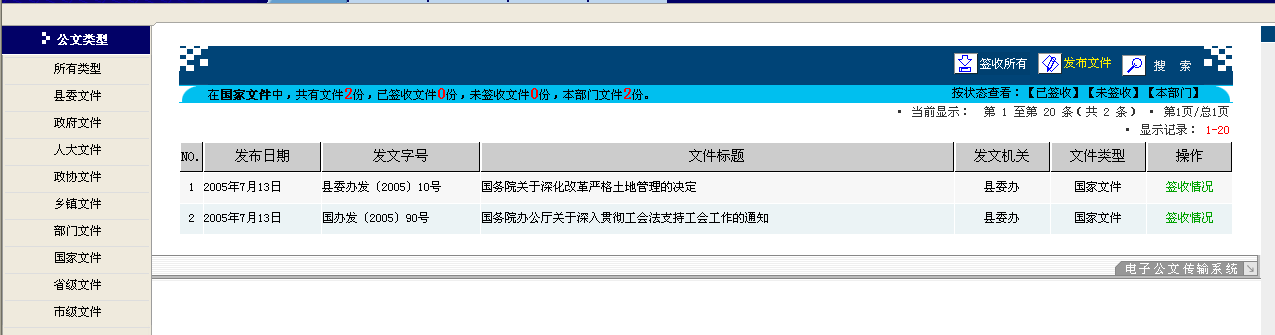 公文类型
所有类型
县委文件
政府文件
人大文件
政协文件
乡镇文件
部门文件
国家文件
省级文件
市级文件
签收所有 发布文件 搜 索
在国家文件中，共有文件2份，已签收文件0份，未签收文件0份，本部门文件2份。 按状态查看：【已签收】【未签收】【本部门】
• 当前显示： 第 1 至第 20 条（共 2 条） • 第1页/总1页
• 显示记录： 1-20
NO. 发布日期 发文字号 文件标题 发文机关 文件类型 操作
1 2005年7月13日 县委办发〔2005〕10号 国务院关于深化改革严格土地管理的决定 县委办 国家文件 签收情况
2 2005年7月13日 国办发〔2005〕90号 国务院办公厅关于深入贯彻工会法支持工会工作的通知 县委办 国家文件 签收情况
电子公文传输系统